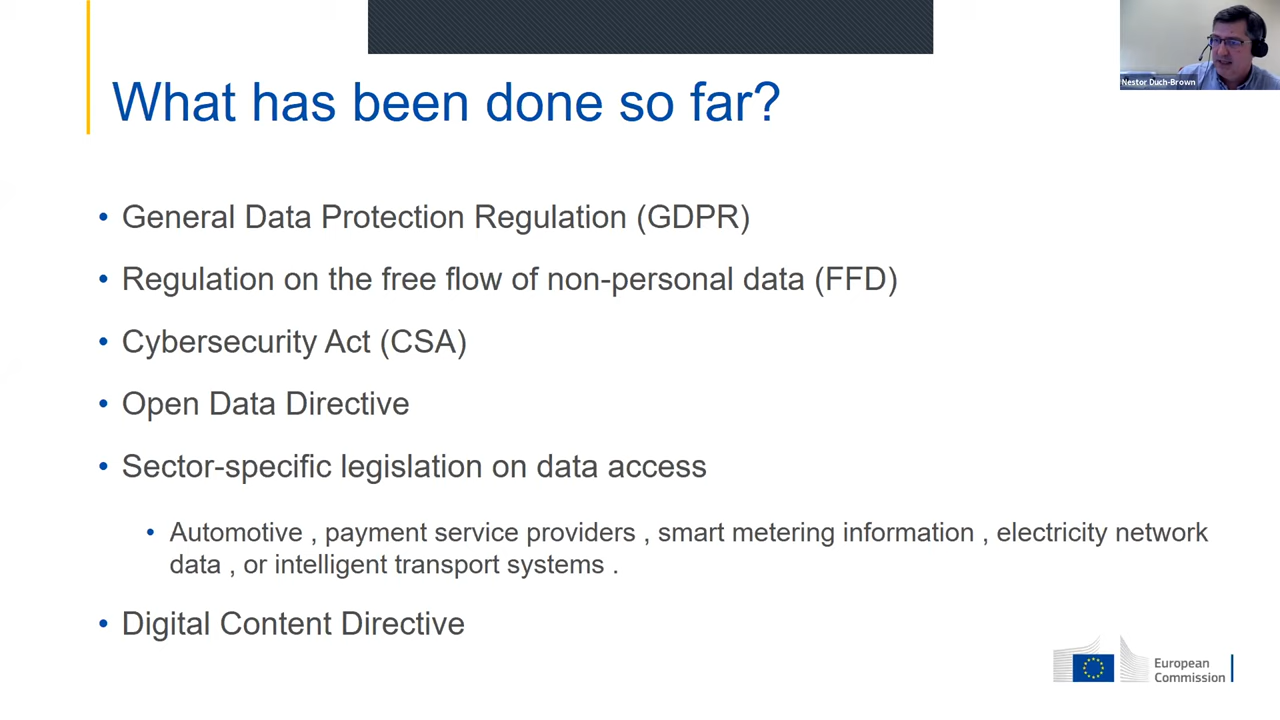 Nestor Duch-Brown
What has been done so far?
• General Data Protection Regulation (GDPR)
• Regulation on the free flow of non-personal data (FFD)
• Cybersecurity Act (CSA)
• Open Data Directive
• Sector-specific legislation on data access
• Automotive , payment service providers , smart metering information , electricity network
data , or intelligent transport systems .
• Digital Content Directive
European
Commission